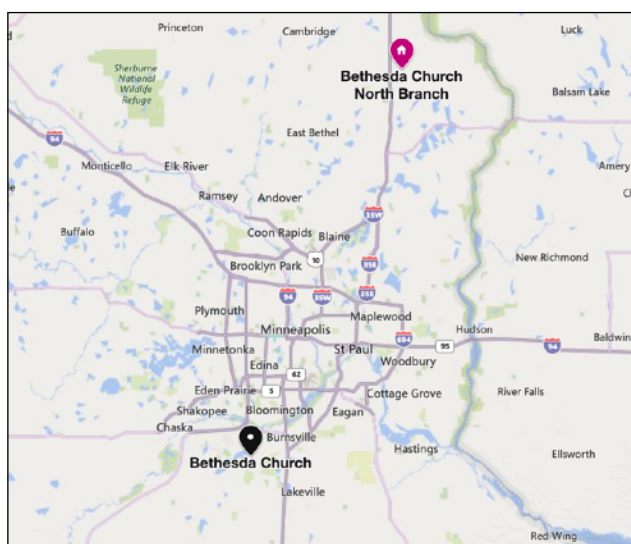 Princeton
Cambridge
Luck
Sherburne
National
Wildlife
Refuge
Bethesda Church
North Branch
Balsam Lake
East Bethel
94
Monticello
Elk River
Amery
Ramsey
Andover
35W
Buffalo
Coon Rapids
Blaine
10
35E
New Richmond
Brooklyn Park
94
35W
35E
Plymouth
Maplewood
Minneapolis
Hudson
Baldwin
694
95
94
Minnetonka
St Paul
Edina
Woodbury
62
Eden Prairie
5
Cottage Grove
River Falls
Shakopee
Bloomington
Eagan
Chaska
Burnsville
Hastings
Bethesda Church
Ellsworth
Lakeville
Red Wing